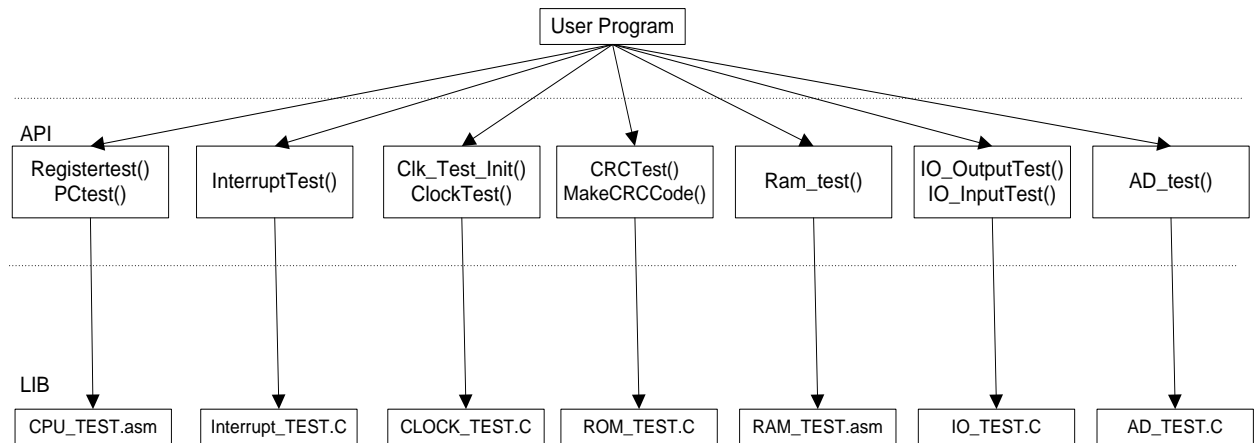 User Program
API
Registertest()
PCtest()
InterruptTest()
Clk_Test_Init()
ClockTest()
CRCTest()
MakeCRCCode()
Ram_test()
IO_OutputTest()
IO_InputTest()
AD_test()
LIB
CPU_TEST.asm
Interrupt_TEST.C
CLOCK_TEST.C
ROM_TEST.C
RAM_TEST.asm
IO_TEST.C
AD_TEST.C